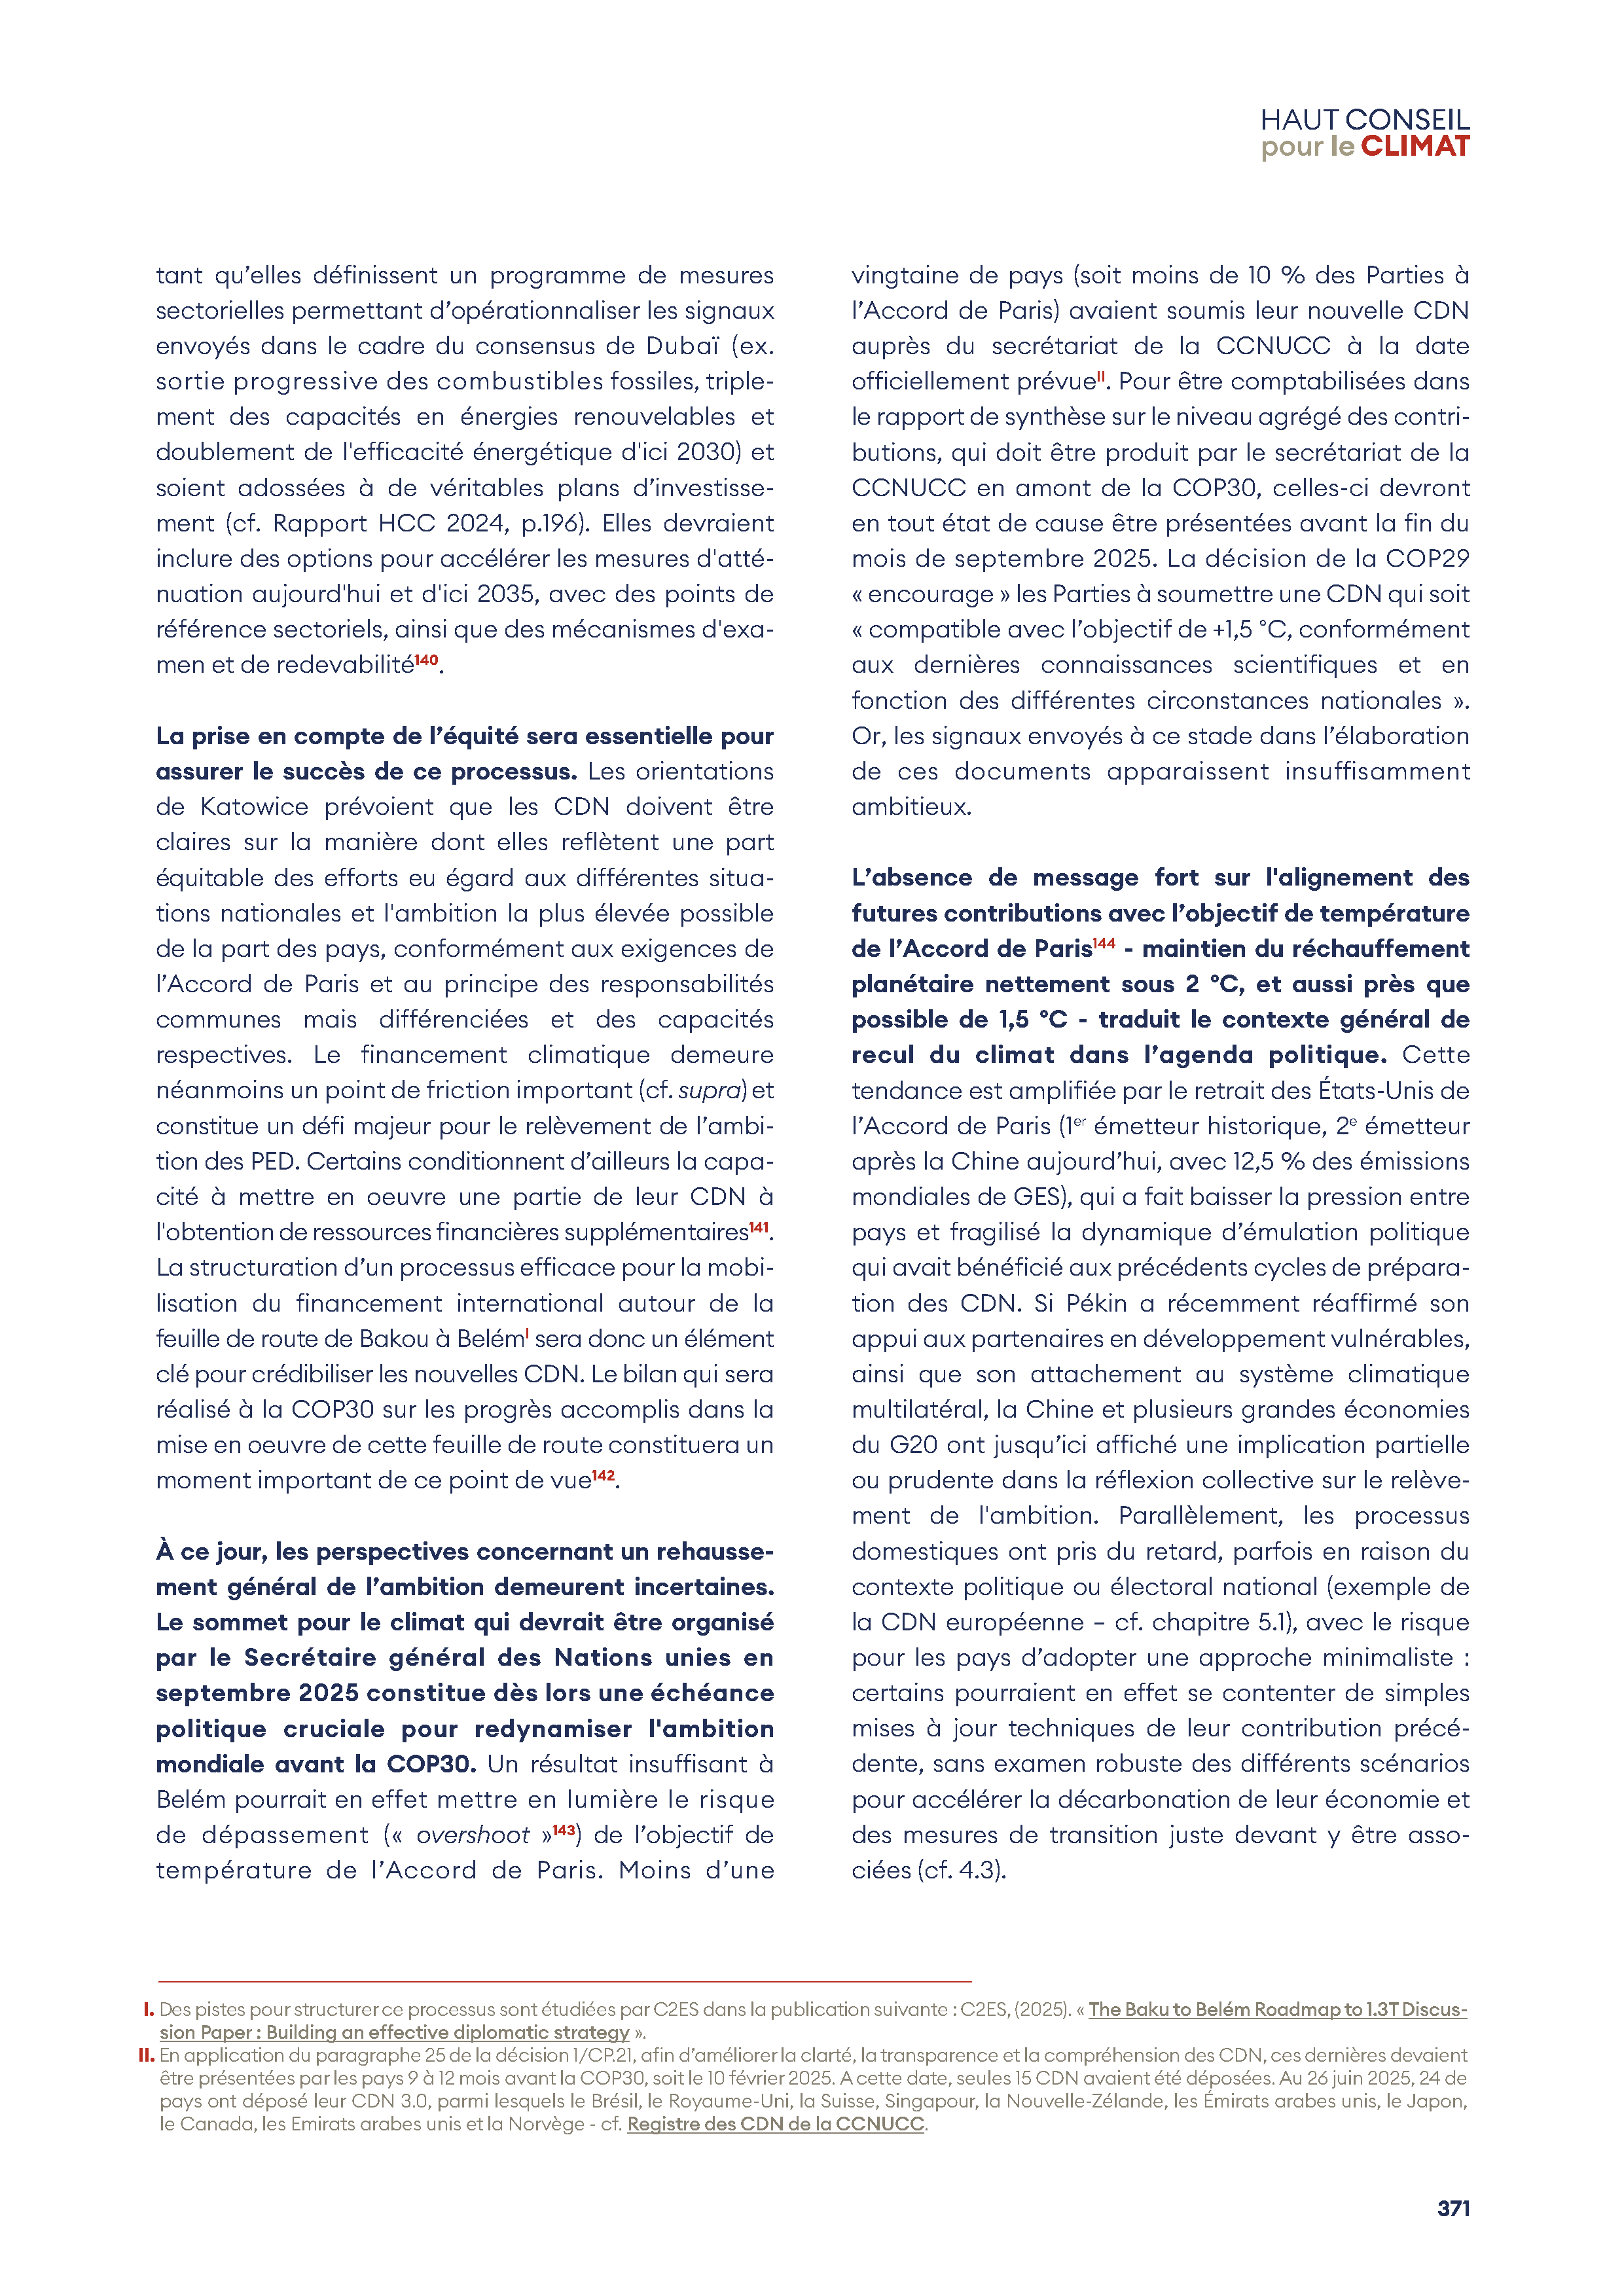 HAUT CONSEIL
pour le CLIMAT
tant qu’elles définissent un programme de mesures
sectorielles permettant d’opérationnaliser les signaux
envoyés dans le cadre du consensus de Dubaï (ex.
sortie progressive des combustibles fossiles, triple-
ment des capacités en énergies renouvelables et
doublement de l'efficacité énergétique d'ici 2030) et
soient adossées à de véritables plans d’investisse-
ment (cf. Rapport HCC 2024, p.196). Elles devraient
inclure des options pour accélérer les mesures d'atté-
nuation aujourd'hui et d'ici 2035, avec des points de
référence sectoriels, ainsi que des mécanismes d'exa-
men et de redevabilité140.
La prise en compte de l’équité sera essentielle pour
assurer le succès de ce processus. Les orientations
de Katowice prévoient que les CDN doivent être
claires sur la manière dont elles reflètent une part
équitable des efforts eu égard aux différentes situa-
tions nationales et l'ambition la plus élevée possible
de la part des pays, conformément aux exigences de
l’Accord de Paris et au principe des responsabilités
communes mais différenciées et des capacités
respectives. Le financement climatique demeure
néanmoins un point de friction important (cf. supra) et
constitue un défi majeur pour le relèvement de l’ambi-
tion des PED. Certains conditionnent d’ailleurs la capa-
cité à mettre en oeuvre une partie de leur CDN à
l'obtention de ressources financières supplémentaires141.
La structuration d’un processus efficace pour la mobi-
lisation du financement international autour de la
feuille de route de Bakou à BelémI sera donc un élément
clé pour crédibiliser les nouvelles CDN. Le bilan qui sera
réalisé à la COP30 sur les progrès accomplis dans la
mise en oeuvre de cette feuille de route constituera un
moment important de ce point de vue142.
À ce jour, les perspectives concernant un rehausse-
ment général de l’ambition demeurent incertaines.
Le sommet pour le climat qui devrait être organisé
par le Secrétaire général des Nations unies en
septembre 2025 constitue dès lors une échéance
politique cruciale pour redynamiser l'ambition
mondiale avant la COP30. Un résultat insuffisant à
Belém pourrait en effet mettre en lumière le risque
de dépassement (« overshoot »143) de l’objectif de
température de l’Accord de Paris. Moins d’une
vingtaine de pays (soit moins de 10 % des Parties à
l’Accord de Paris) avaient soumis leur nouvelle CDN
auprès du secrétariat de la CCNUCC à la date
officiellement prévueII. Pour être comptabilisées dans
le rapport de synthèse sur le niveau agrégé des contri-
butions, qui doit être produit par le secrétariat de la
CCNUCC en amont de la COP30, celles-ci devront
en tout état de cause être présentées avant la fin du
mois de septembre 2025. La décision de la COP29
« encourage » les Parties à soumettre une CDN qui soit
« compatible avec l’objectif de +1,5 °C, conformément
aux dernières connaissances scientifiques et en
fonction des différentes circonstances nationales ».
Or, les signaux envoyés à ce stade dans l’élaboration
de ces documents apparaissent insuffisamment
ambitieux.
L’absence de message fort sur l'alignement des
futures contributions avec l’objectif de température
de l’Accord de Paris144 - maintien du réchauffement
planétaire nettement sous 2 °C, et aussi près que
possible de 1,5 °C - traduit le contexte général de
recul du climat dans l’agenda politique. Cette
tendance est amplifiée par le retrait des États-Unis de
l’Accord de Paris (1er émetteur historique, 2e émetteur
après la Chine aujourd’hui, avec 12,5 % des émissions
mondiales de GES), qui a fait baisser la pression entre
pays et fragilisé la dynamique d’émulation politique
qui avait bénéficié aux précédents cycles de prépara-
tion des CDN. Si Pékin a récemment réaffirmé son
appui aux partenaires en développement vulnérables,
ainsi que son attachement au système climatique
multilatéral, la Chine et plusieurs grandes économies
du G20 ont jusqu’ici affiché une implication partielle
ou prudente dans la réflexion collective sur le relève-
ment de l'ambition. Parallèlement, les processus
domestiques ont pris du retard, parfois en raison du
contexte politique ou électoral national (exemple de
la CDN européenne – cf. chapitre 5.1), avec le risque
pour les pays d’adopter une approche minimaliste :
certains pourraient en effet se contenter de simples
mises à jour techniques de leur contribution précé-
dente, sans examen robuste des différents scénarios
pour accélérer la décarbonation de leur économie et
des mesures de transition juste devant y être asso-
ciées (cf. 4.3).
I. Des pistes pour structurer ce processus sont étudiées par C2ES dans la publication suivante : C2ES, (2025). « The Baku to Belém Roadmap to 1.3T Discus-
sion Paper : Building an effective diplomatic strategy ».
II. En application du paragraphe 25 de la décision 1/CP.21, afin d’améliorer la clarté, la transparence et la compréhension des CDN, ces dernières devaient
être présentées par les pays 9 à 12 mois avant la COP30, soit le 10 février 2025. A cette date, seules 15 CDN avaient été déposées. Au 26 juin 2025, 24 de
pays ont déposé leur CDN 3.0, parmi lesquels le Brésil, le Royaume-Uni, la Suisse, Singapour, la Nouvelle-Zélande, les Émirats arabes unis, le Japon,
le Canada, les Emirats arabes unis et la Norvège - cf. Registre des CDN de la CCNUCC.
371